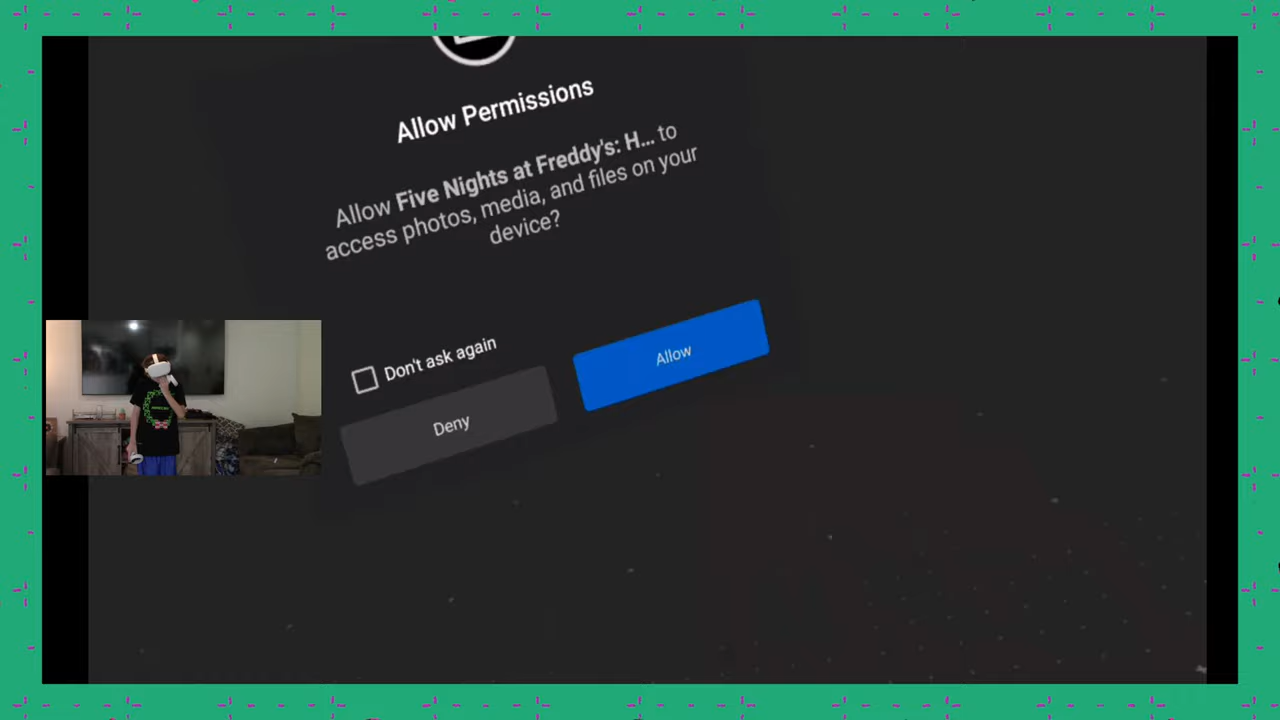 Allow Permissions
Allow Five Nights at Freddy's: H... to
access photos, media, and files on your
device?
Don't ask again
Deny
Allow